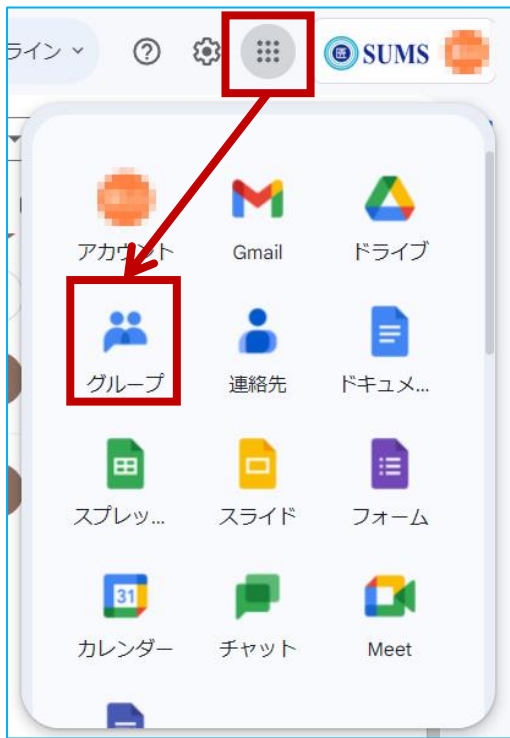 ライン
SUMS
アカウント
Gmail
ドライブ
グループ
連絡先
ドキュメ...
スプレッ...
スライド
フォーム
31
カレンダー
チャット
Meet